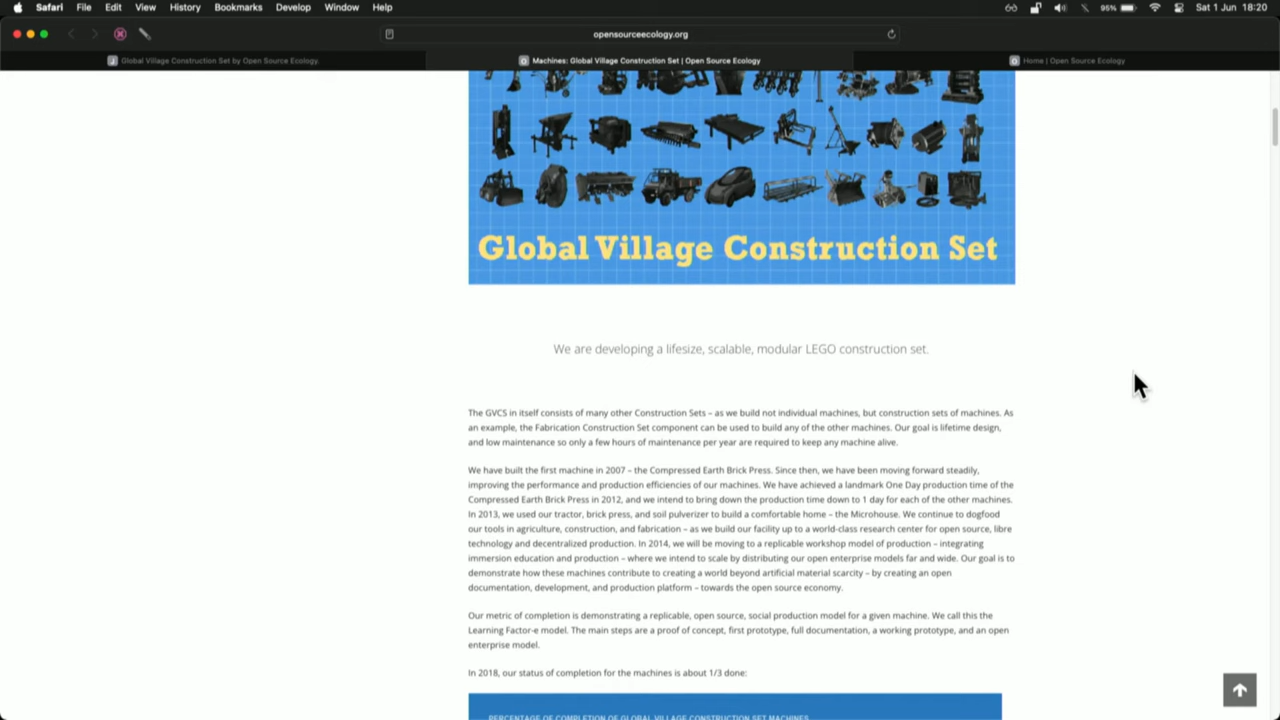 Safari File Edit View History Bookmarks Develop Window Help 95% Sat 1 Jun 18:20
opensourceecology.org
Global Village Construction Set by Open Source Ecology. Machines: Global Village Construction Set | Open Source Ecology Home | Open Source Ecology
Global Village Construction Set
We are developing a lifesize, scalable, modular LEGO construction set.
The GVCS in itself consists of many other Construction Sets – as we build not individual machines, but construction sets of machines. As
an example, the Fabrication Construction Set component can be used to build any of the other machines. Our goal is lifetime design,
and low maintenance so only a few hours of maintenance per year are required to keep any machine alive.
We have built the first machine in 2007 – the Compressed Earth Brick Press. Since then, we have been moving forward steadily,
improving the performance and production efficiencies of our machines. We have achieved a landmark One Day production time of the
Compressed Earth Brick Press in 2012, and we intend to bring down the production time down to 1 day for each of the other machines.
In 2013, we used our tractor, brick press, and soil pulverizer to build a comfortable home – the Microhouse. We continue to dogfood
our tools in agriculture, construction, and fabrication – as we build our facility up to a world-class research center for open source, libre
technology and decentralized production. In 2014, we will be moving to a replicable workshop model of production – integrating
immersion education and production – where we intend to scale by distributing our open enterprise models far and wide. Our goal is to
demonstrate how these machines contribute to creating a world beyond artificial material scarcity – by creating an open
documentation, development, and production platform – towards the open source economy.
Our metric of completion is demonstrating a replicable, open source, social production model for a given machine. We call this the
Learning Factor-e model. The main steps are a proof of concept, first prototype, full documentation, a working prototype, and an open
enterprise model.
In 2018, our status of completion for the machines is about 1/3 done:
PERCENTAGE OF COMPLETION OF GLOBAL VILLAGE CONSTRUCTION SET MACHINES